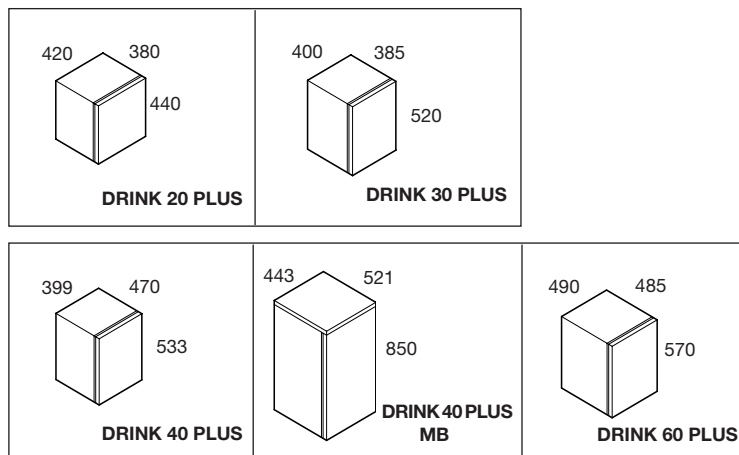 420 380
440
DRINK 20 PLUS
400 385
520
DRINK 30 PLUS
399 470
533
DRINK 40 PLUS
443 521
850
DRINK 40 PLUS
MB
490 485
570
DRINK 60 PLUS